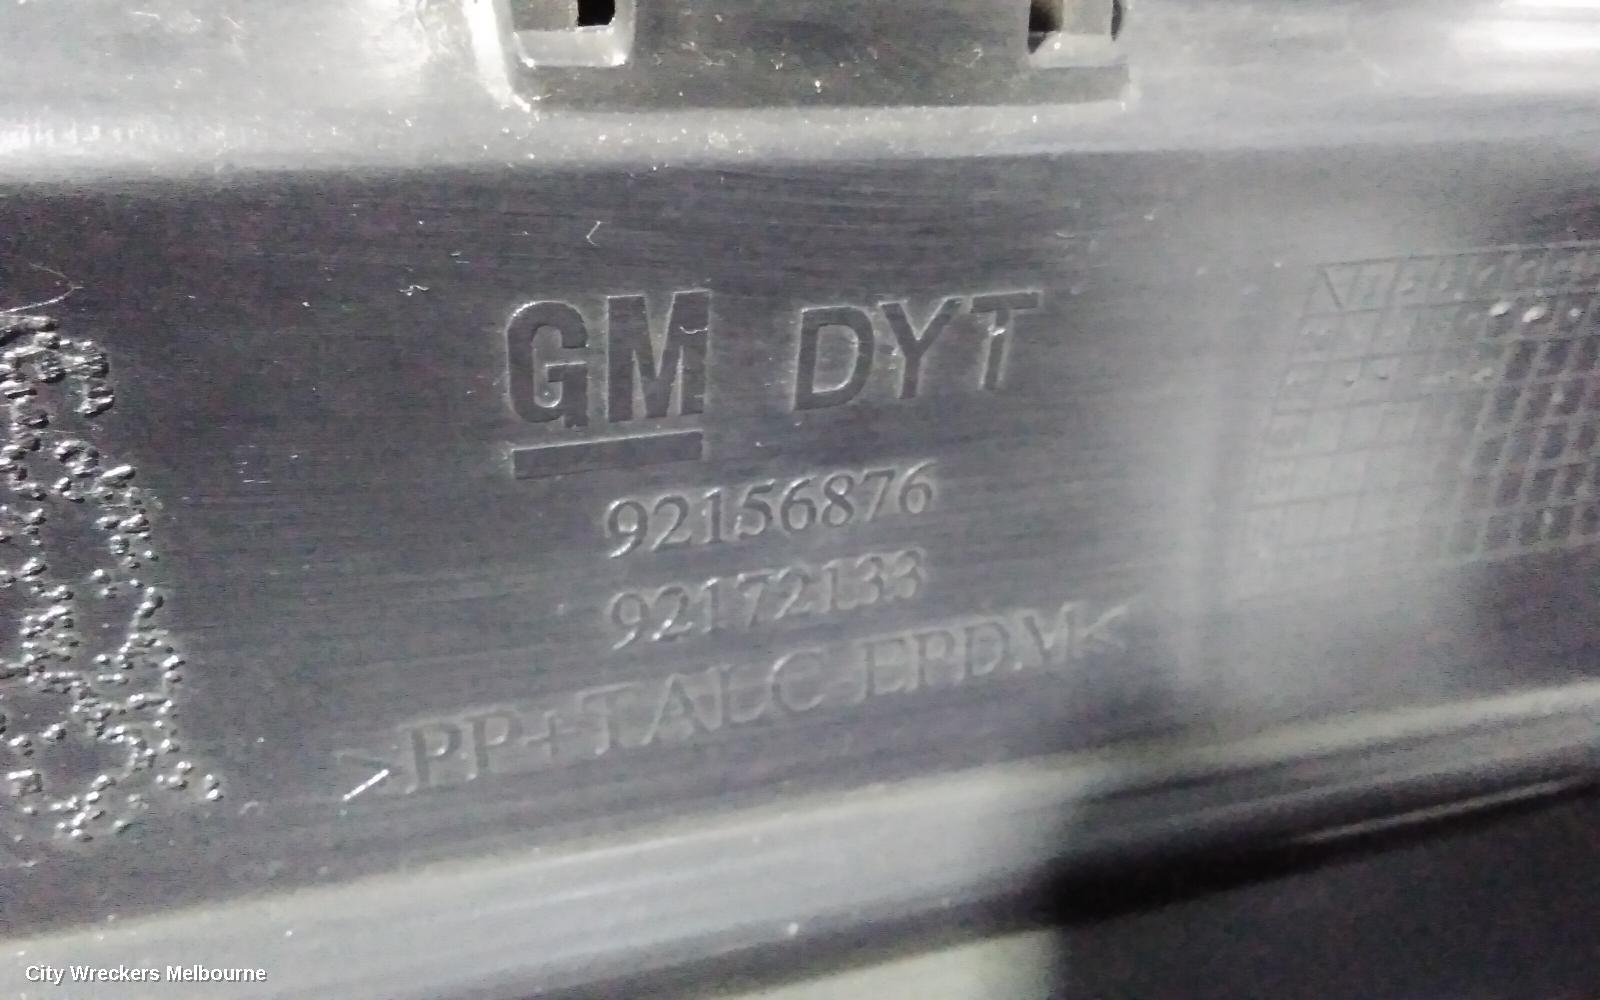 GM DYT
92156876
92172133
>PP+TALC EPDM<
City Wreckers Melbourne